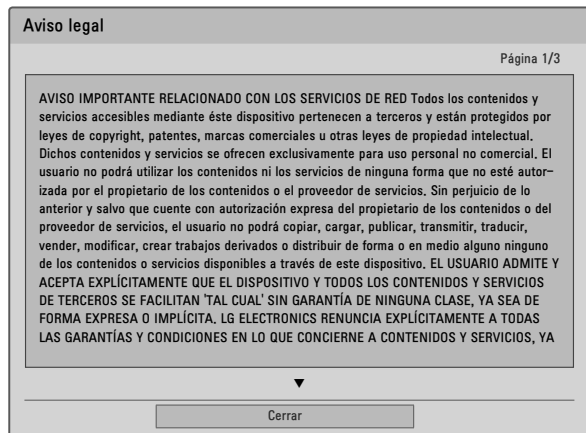 Aviso legal
Página 1/3
AVISO IMPORTANTE RELACIONADO CON LOS SERVICIOS DE RED Todos los contenidos y
servicios accesibles mediante éste dispositivo pertenecen a terceros y están protegidos por
leyes de copyright, patentes, marcas comerciales u otras leyes de propiedad intelectual.
Dichos contenidos y servicios se ofrecen exclusivamente para uso personal no comercial. El
usuario no podrá utilizar los contenidos ni los servicios de ninguna forma que no esté autor-
izada por el propietario de los contenidos o el proveedor de servicios. Sin perjuicio de lo
anterior y salvo que cuente con autorización expresa del propietario de los contenidos o del
proveedor de servicios, el usuario no podrá copiar, cargar, publicar, transmitir, traducir,
vender, modificar, crear trabajos derivados o distribuir de forma o en medio alguno ninguno
de los contenidos o servicios disponibles a través de este dispositivo. EL USUARIO ADMITE Y
ACEPTA EXPLÍCITAMENTE QUE EL DISPOSITIVO Y TODOS LOS CONTENIDOS Y SERVICIOS
DE TERCEROS SE FACILITAN 'TAL CUAL' SIN GARANTÍA DE NINGUNA CLASE, YA SEA DE
FORMA EXPRESA O IMPLÍCITA. LG ELECTRONICS RENUNCIA EXPLÍCITAMENTE A TODAS
LAS GARANTÍAS Y CONDICIONES EN LO QUE CONCIERNE A CONTENIDOS Y SERVICIOS, YA
Cerrar